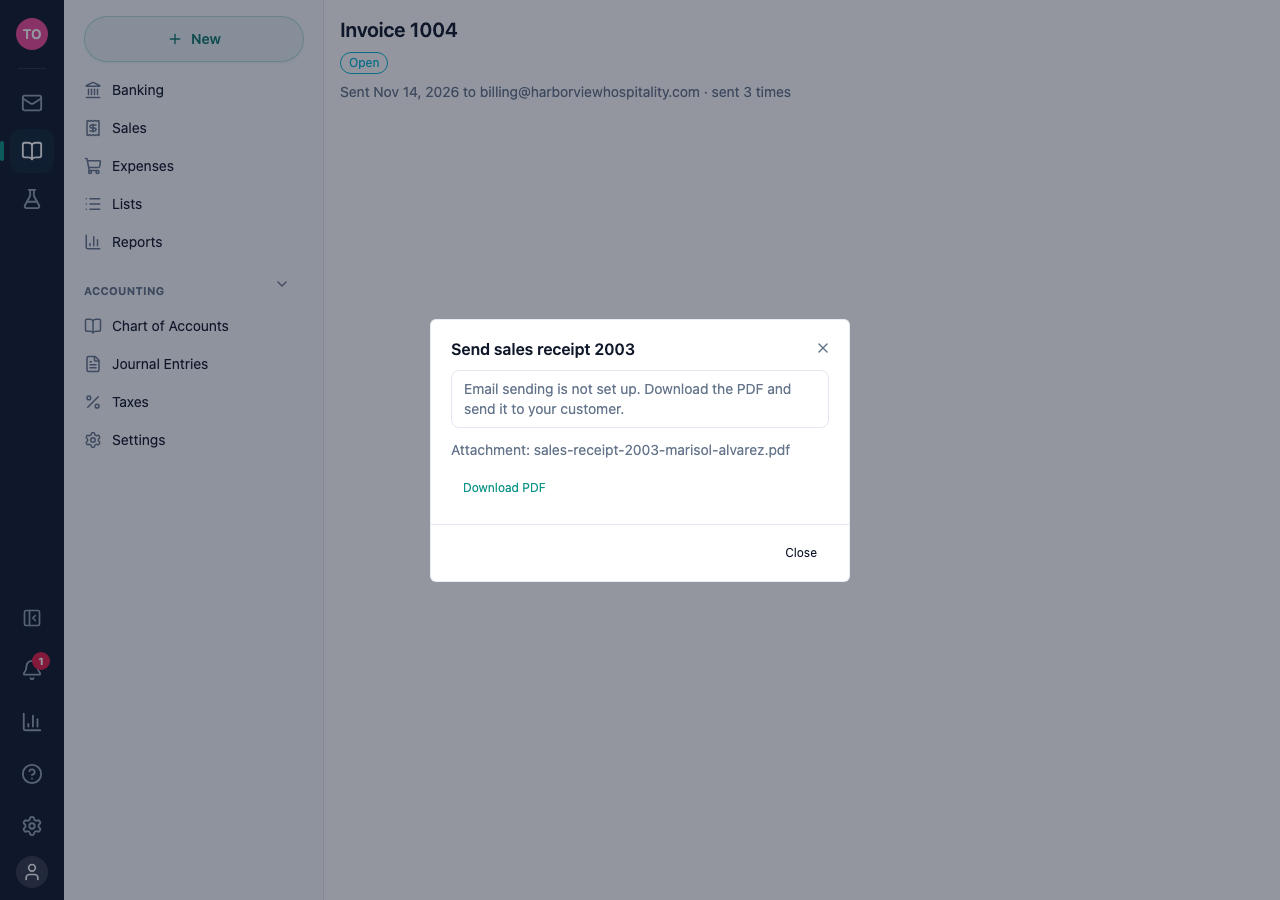 TO
New
Banking
Sales
Expenses
Lists
Reports
ACCOUNTING
Chart of Accounts
Journal Entries
Taxes
Settings
1
Invoice 1004
Open
Sent Nov 14, 2026 to billing@harborviewhospitality.com · sent 3 times
Send sales receipt 2003
Email sending is not set up. Download the PDF and
send it to your customer.
Attachment: sales-receipt-2003-marisol-alvarez.pdf
Download PDF
Close